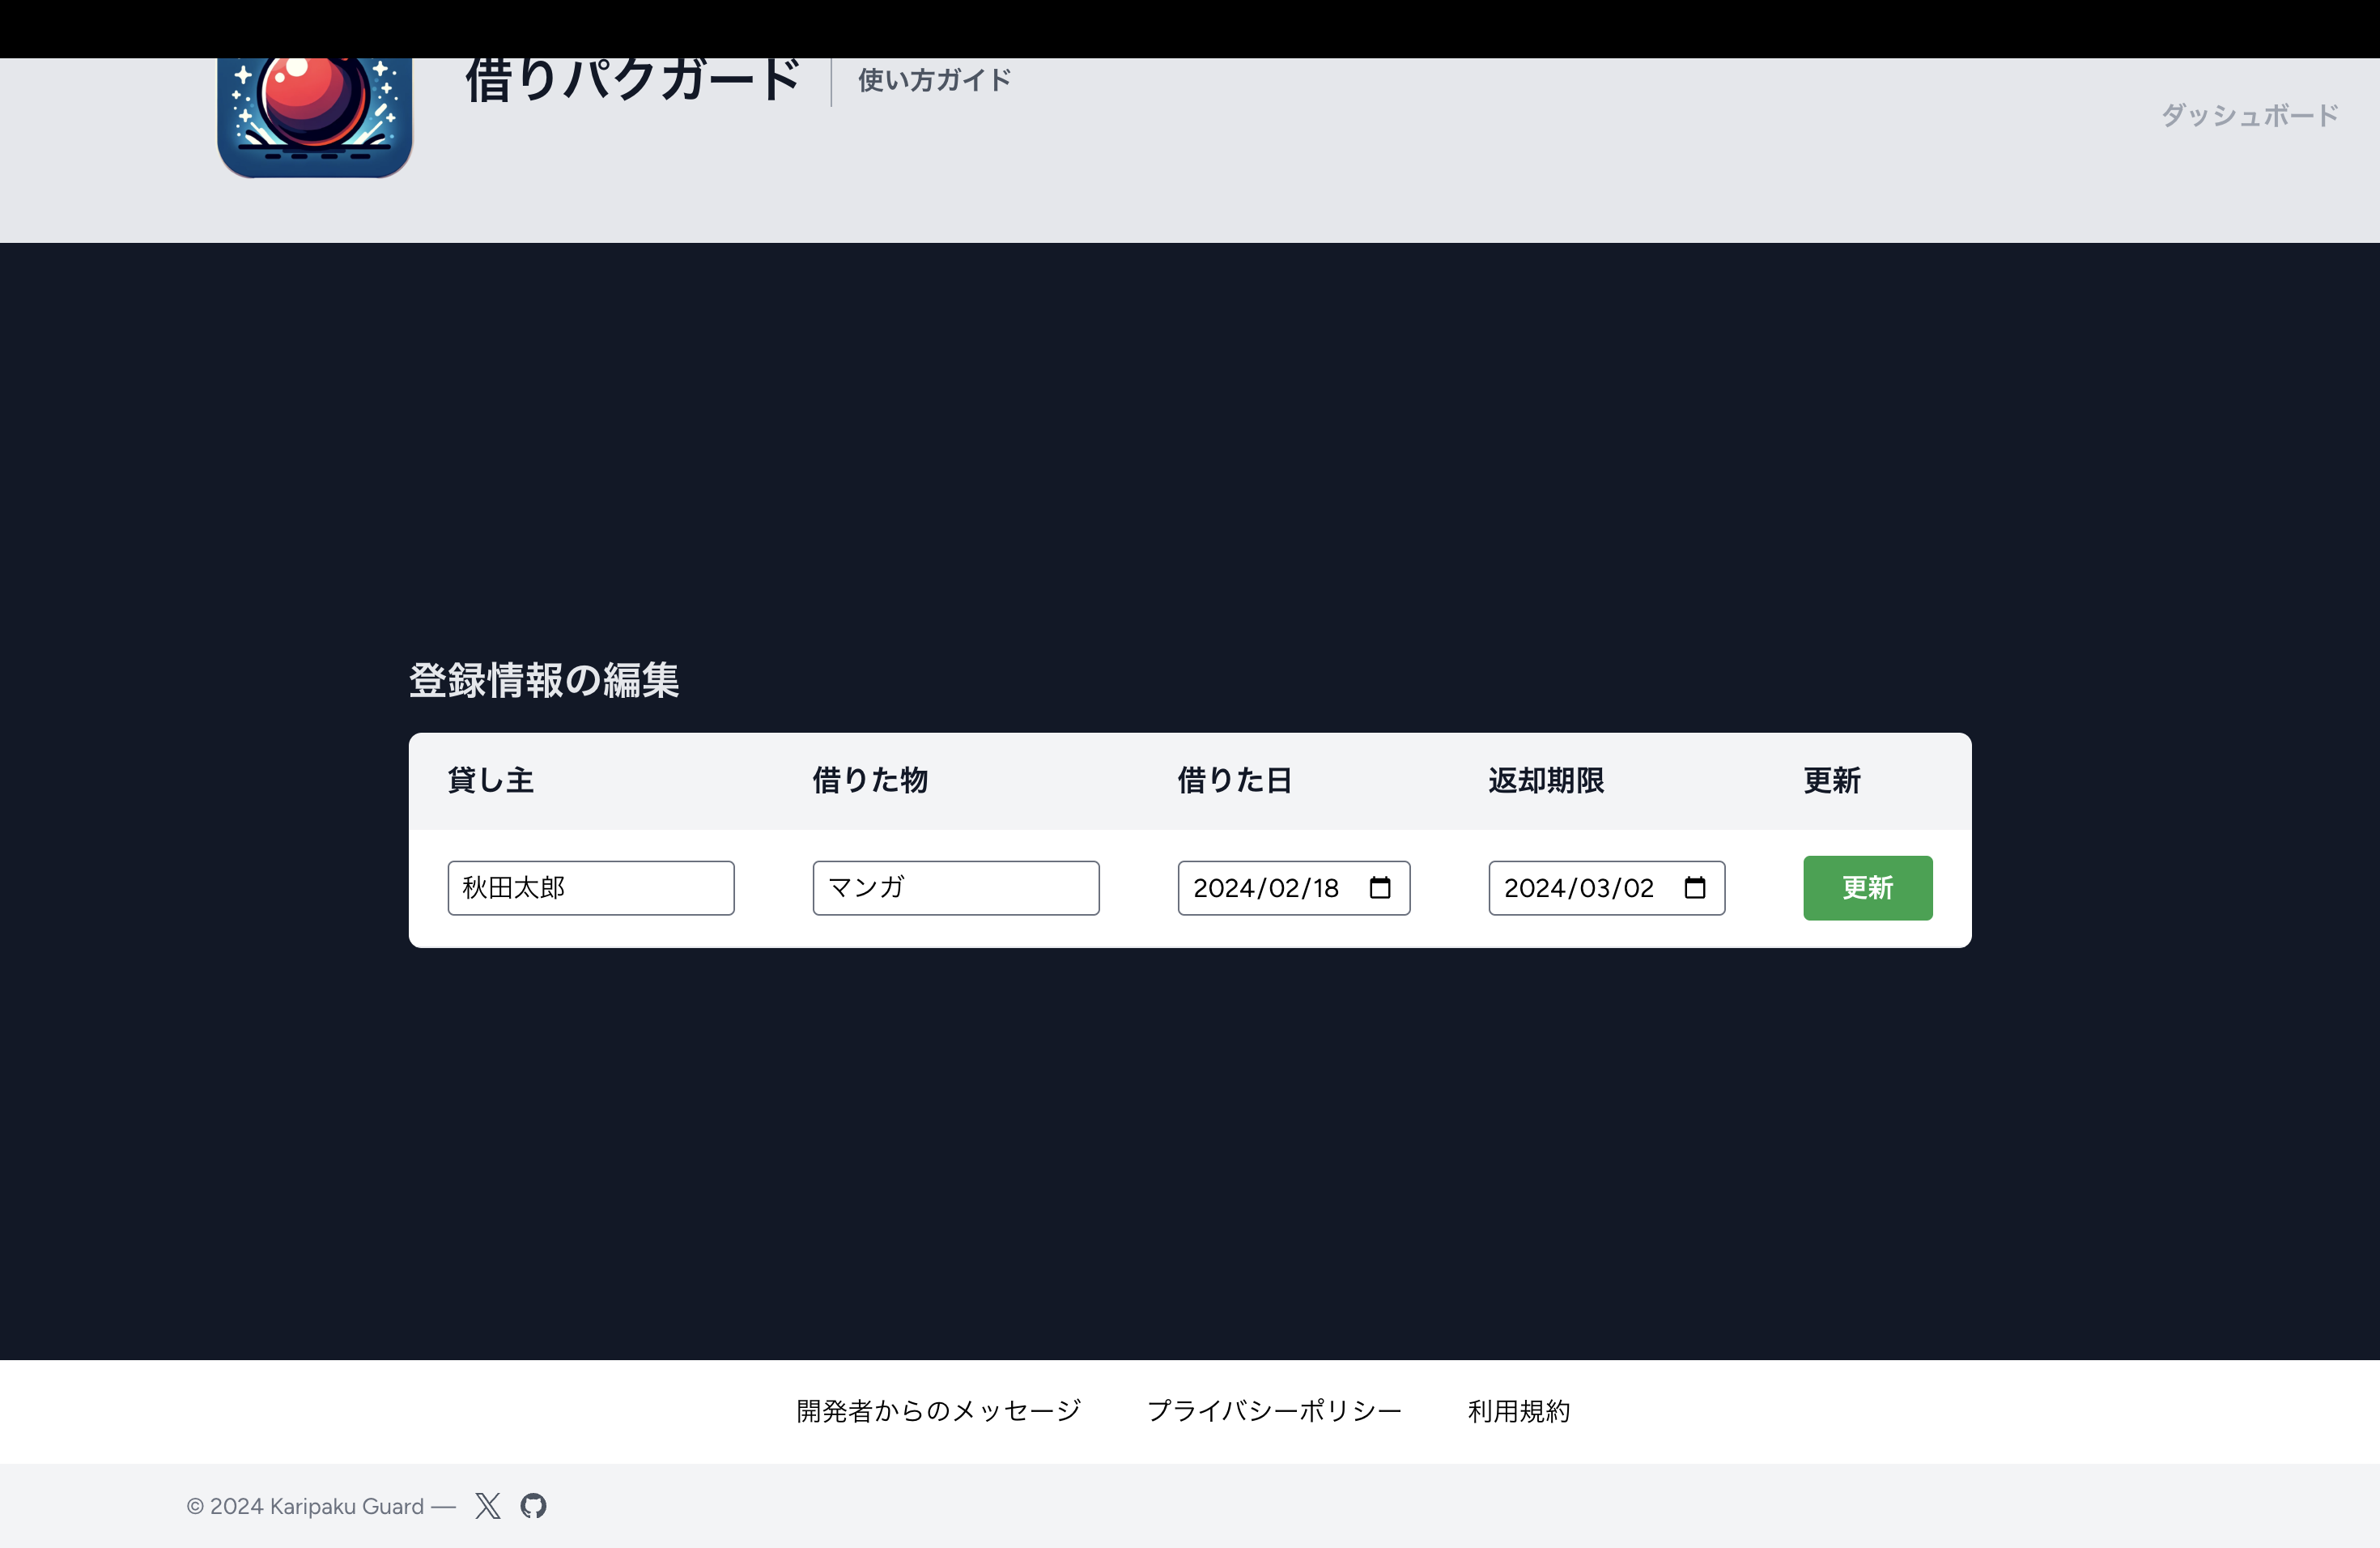 借りパクガード
使い方ガイド
ダッシュボード
登録情報の編集
貸し主 借りた物 借りた日 返却期限 更新
秋田太郎 マンガ 2024/02/18 2024/03/02 更新
開発者からのメッセージ プライバシーポリシー 利用規約
© 2024 Karipaku Guard —